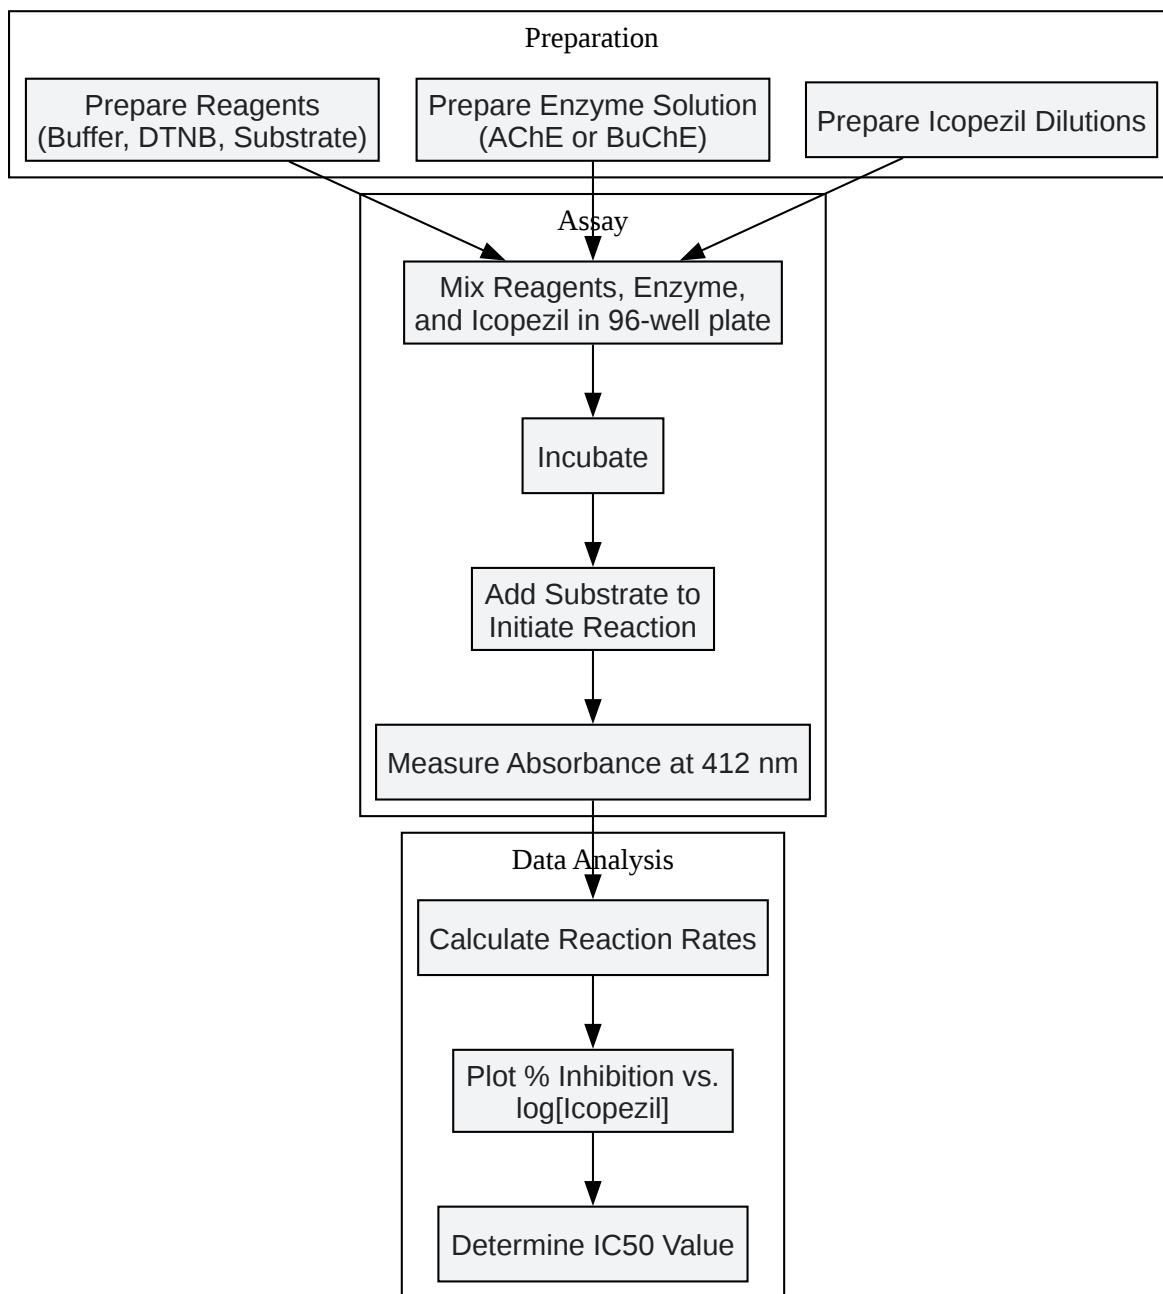 Preparation
Prepare Reagents
(Buffer, DTNB, Substrate)
Prepare Enzyme Solution
(AChE or BuChE)
Prepare Icopezil Dilutions
Assay
Mix Reagents, Enzyme,
and Icopezil in 96-well plate
Incubate
Add Substrate to
Initiate Reaction
Measure Absorbance at 412 nm
Data Analysis
Calculate Reaction Rates
Plot % Inhibition vs.
log[Icopezil]
Determine IC50 Value